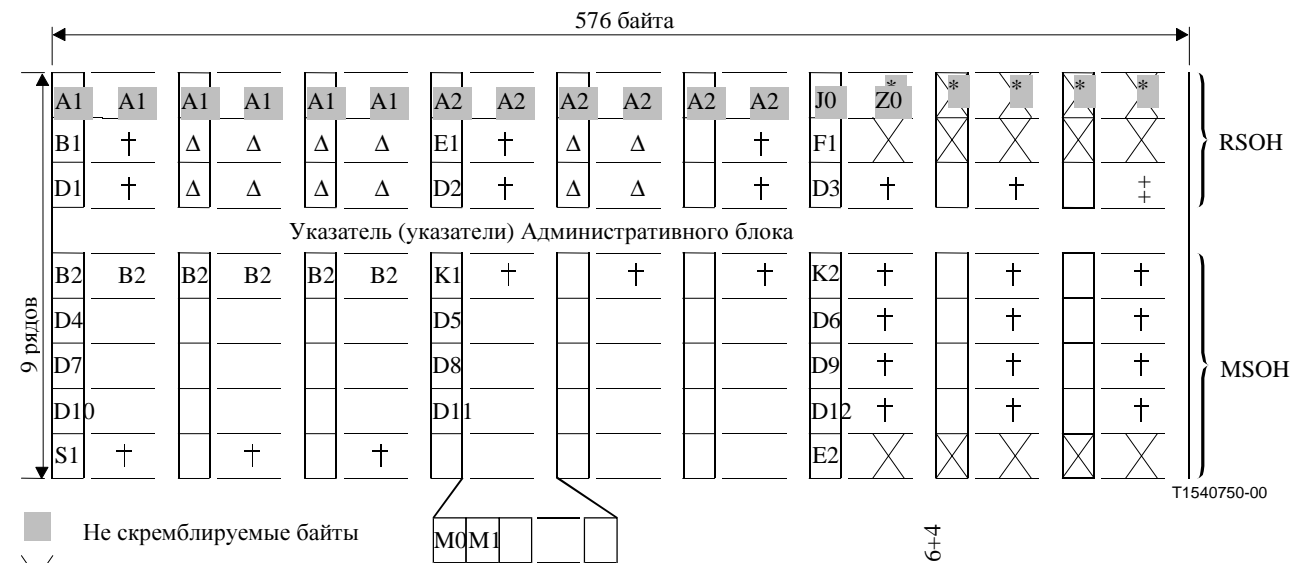 576 байта
A1 A1 A1 A1 A1 A1 A2 A2 A2 A2 A2 A2 J0 Z0 * * * * *
B1 † Δ Δ Δ Δ E1 † Δ Δ † F1
RSOH
D1 † Δ Δ Δ Δ D2 † Δ Δ † D3 † † ‡
Указатель (указатели) Административного блока
B2 B2 B2 B2 B2 B2 K1 † † † K2 † † †
D4 D5 D6 † † †
9 рядов
D7 D8 D9 † † †
MSOH
D10 D11 D12 † † †
S1 † † † E2
T1540750-00
Не скремблируемые байты
M0 M1
6+4